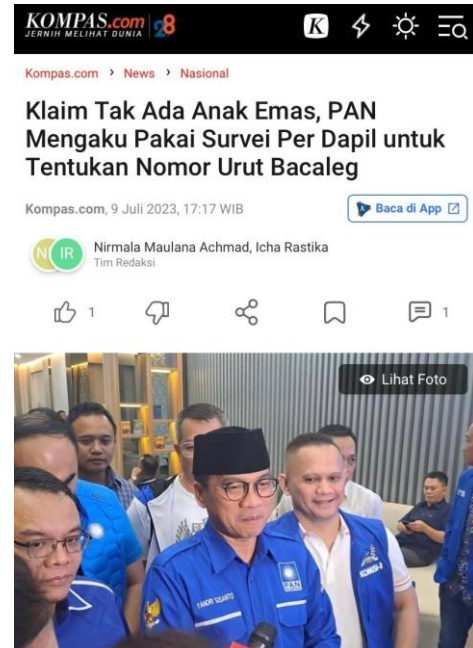 KOMPAS.com 28
JERNIH MELIHAT DUNIA
K
Kompas.com > News > Nasional
Klaim Tak Ada Anak Emas, PAN
Mengaku Pakai Survei Per Dapil untuk
Tentukan Nomor Urut Bacaleg
Kompas.com, 9 Juli 2023, 17:17 WIB
Baca di App
N IR
Nirmala Maulana Achmad, Icha Rastika
Tim Redaksi
1
1
Lihat Foto
YANDRI SUSANTO
PAN